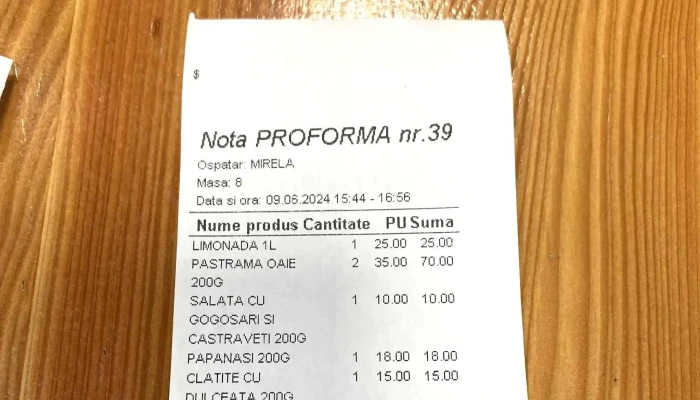 $
Nota PROFORMA nr.39
Ospatar: MIRELA
Masa: 8
Data si ora: 09.06.2024 15:44 - 16:56
Nume produs Cantitate PU Suma
LIMONADA 1L 1 25.00 25.00
PASTRAMA OAIE 2 35.00 70.00
200G
SALATA CU 1 10.00 10.00
GOGOSARI SI
CASTRAVETI 200G
PAPANASI 200G 1 18.00 18.00
CLATITE CU 1 15.00 15.00
DULCEATA 200G